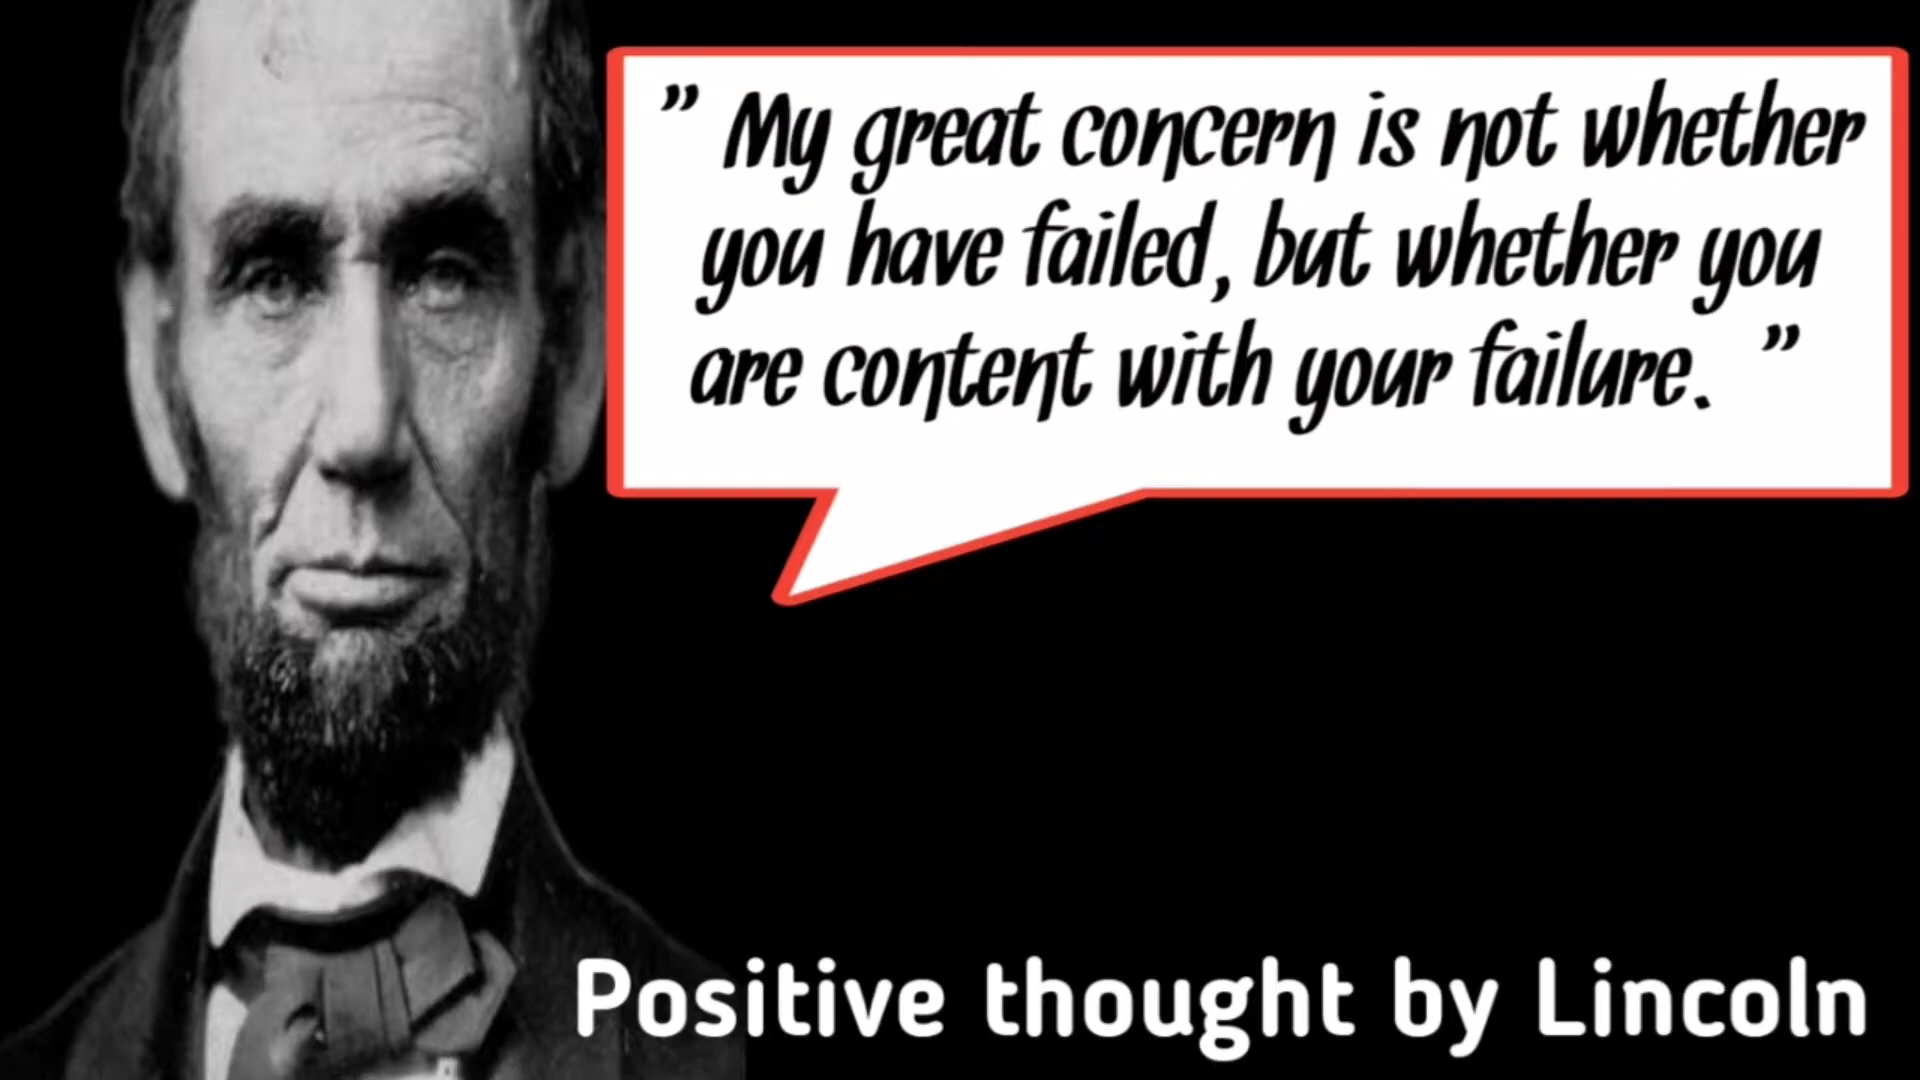 ” My great concern is not whether
you have failed, but whether you
are content with your failure. ”
Positive thought by Lincoln